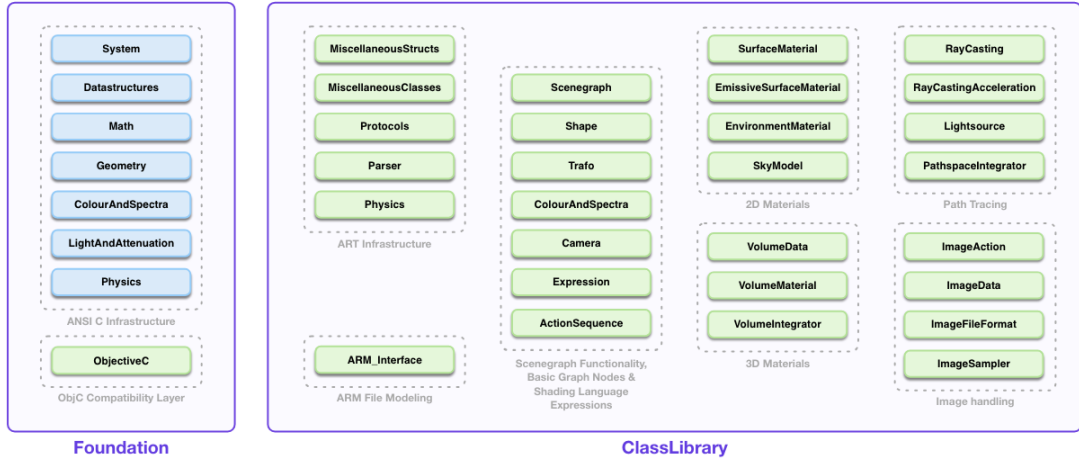 System
Datastructures
Math
Geometry
ColourAndSpectra
LightAndAttenuation
Physics
ANSI C Infrastructure
ObjectiveC
ObjC Compatibility Layer
Foundation
MiscellaneousStructs
MiscellaneousClasses
Protocols
Parser
Physics
ART Infrastructure
ARM_Interface
ARM File Modeling
Scenegraph
Shape
Trafo
ColourAndSpectra
Camera
Expression
ActionSequence
Scenegraph Functionality,
Basic Graph Nodes &
Shading Language
Expressions
SurfaceMaterial
EmissiveSurfaceMaterial
EnvironmentMaterial
SkyModel
2D Materials
VolumeData
VolumeMaterial
VolumeIntegrator
3D Materials
RayCasting
RayCastingAcceleration
Lightsource
PathspaceIntegrator
Path Tracing
ImageAction
ImageData
ImageFileFormat
ImageSampler
Image handling
ClassLibrary